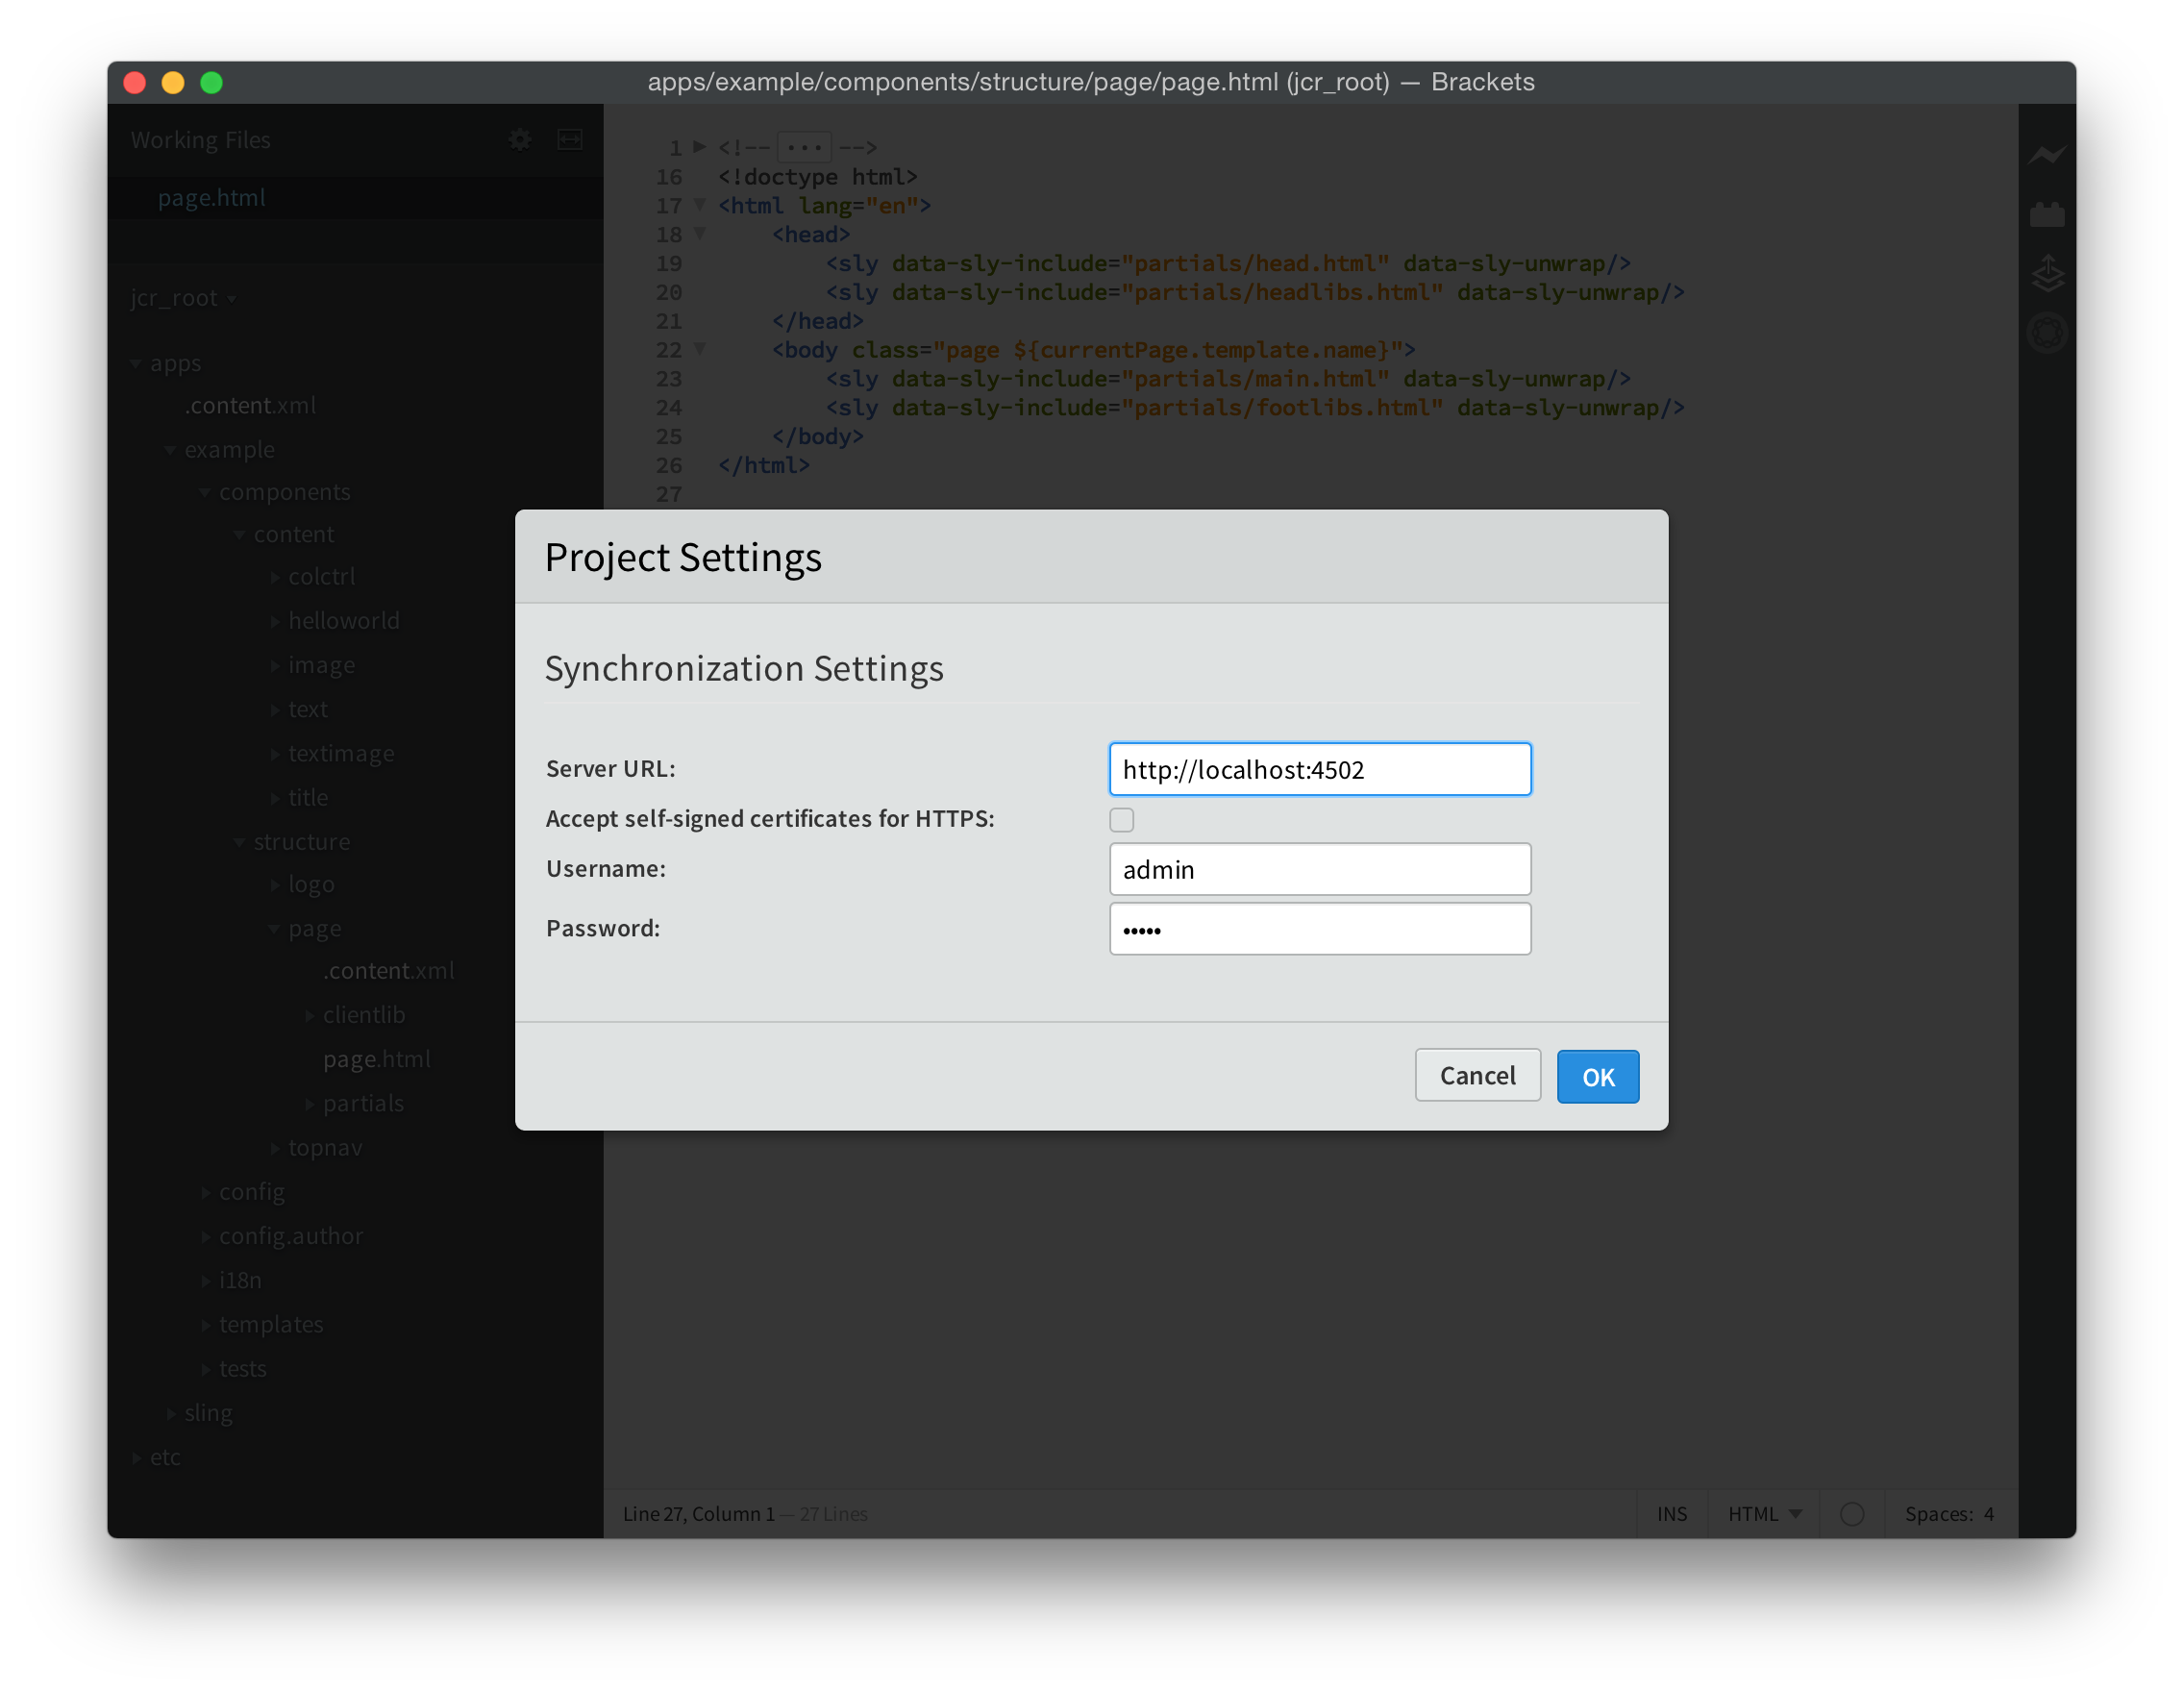 apps/example/components/structure/page/page.html (jcr_root) — Brackets
Working Files
page.html
jcr_root
apps
.content.xml
example
components
content
colctrl
helloworld
image
text
textimage
title
structure
logo
page
.content.xml
clientlib
page.html
partials
topnav
config
config.author
i18n
templates
tests
sling
etc
1 <!-- ... -->
16 <!doctype html>
17 <html lang="en">
18 <head>
19 <sly data-sly-include="partials/head.html" data-sly-unwrap/>
20 <sly data-sly-include="partials/headlibs.html" data-sly-unwrap/>
21 </head>
22 <body class="page ${currentPage.template.name}">
23 <sly data-sly-include="partials/main.html" data-sly-unwrap/>
24 <sly data-sly-include="partials/footlibs.html" data-sly-unwrap/>
25 </body>
26 </html>
27
Project Settings
Synchronization Settings
Server URL: http://localhost:4502
Accept self-signed certificates for HTTPS:
Username: admin
Password: •••••
Cancel OK
Line 27, Column 1 — 27 Lines INS HTML Spaces: 4